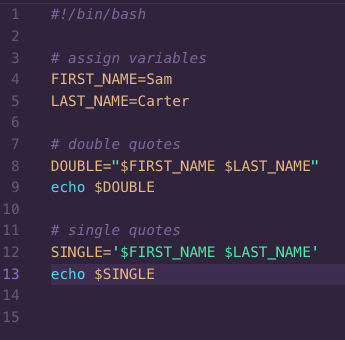 1 #!/bin/bash
2
3 # assign variables
4 FIRST_NAME=Sam
5 LAST_NAME=Carter
6
7 # double quotes
8 DOUBLE="$FIRST_NAME $LAST_NAME"
9 echo $DOUBLE
10
11 # single quotes
12 SINGLE='$FIRST_NAME $LAST_NAME'
13 echo $SINGLE
14
15